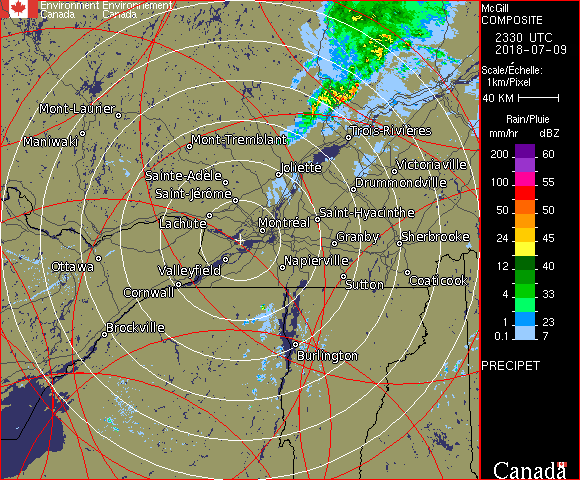 Environment Environnement
Canada Canada
McGill
COMPOSITE
2330 UTC
2018-07-09
Scale/Échelle:
1km/Pixel
40 KM
Rain/Pluie
mm/hr dBZ
200 60
100 55
50 50
24 45
12 40
4 33
2 28
1 23
0.1 7
PRECIPET
Canada
Mont-Laurier
Maniwaki
Mont-Tremblant
Trois-Rivières
Sainte-Adèle
Joliette
Victoriaville
Saint-Jérôme
Drummondville
Lachute
Montréal
Saint-Hyacinthe
Granby
Sherbrooke
Ottawa
Valleyfield
Napierville
Cornwall
Sutton
Coaticook
Brockville
Burlington